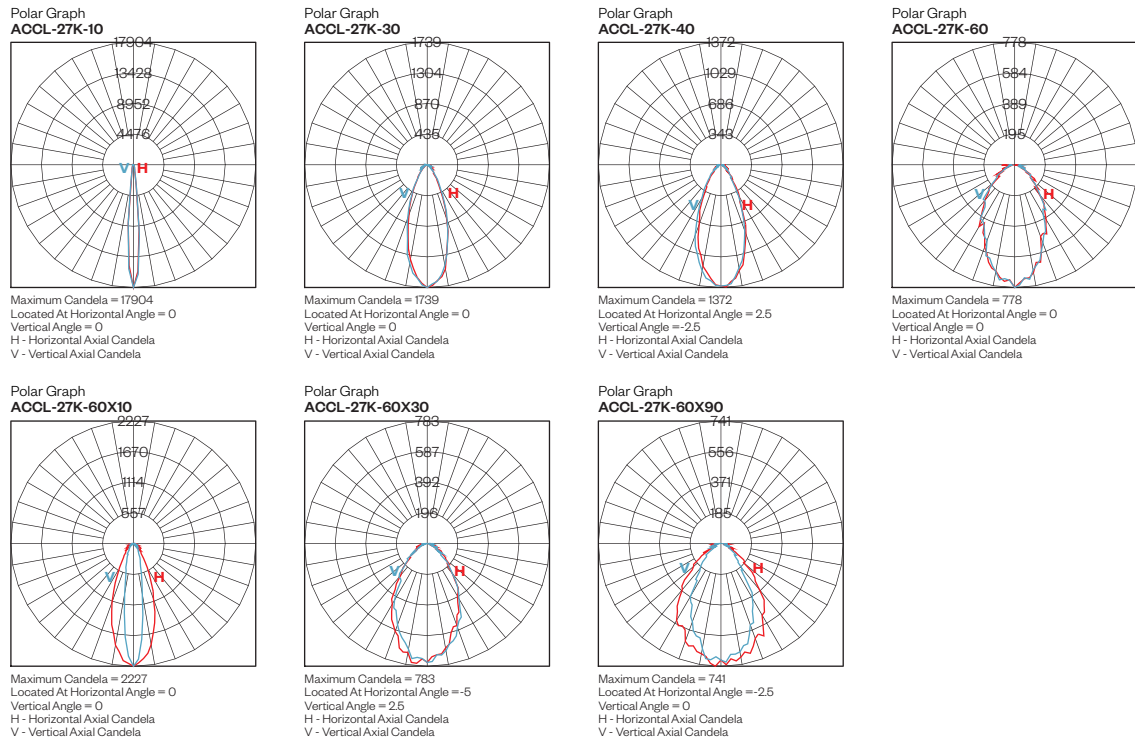 Polar Graph
ACCL-27K-10
17904
13428
8952
4476
V H
Maximum Candela = 17904
Located At Horizontal Angle = 0
Vertical Angle = 0
H - Horizontal Axial Candela
V - Vertical Axial Candela
Polar Graph
ACCL-27K-30
1739
1304
870
435
V H
Maximum Candela = 1739
Located At Horizontal Angle = 0
Vertical Angle = 0
H - Horizontal Axial Candela
V - Vertical Axial Candela
Polar Graph
ACCL-27K-40
1372
1029
686
343
V H
Maximum Candela = 1372
Located At Horizontal Angle = 2.5
Vertical Angle =-2.5
H - Horizontal Axial Candela
V - Vertical Axial Candela
Polar Graph
ACCL-27K-60
778
584
389
195
V H
Maximum Candela = 778
Located At Horizontal Angle = 0
Vertical Angle = 0
H - Horizontal Axial Candela
V - Vertical Axial Candela
Polar Graph
ACCL-27K-60X10
2227
1670
1114
557
V H
Maximum Candela = 2227
Located At Horizontal Angle = 0
Vertical Angle = 0
H - Horizontal Axial Candela
V - Vertical Axial Candela
Polar Graph
ACCL-27K-60X30
783
587
392
196
V H
Maximum Candela = 783
Located At Horizontal Angle = -5
Vertical Angle = 2.5
H - Horizontal Axial Candela
V - Vertical Axial Candela
Polar Graph
ACCL-27K-60X90
741
556
371
185
V H
Maximum Candela = 741
Located At Horizontal Angle =-2.5
Vertical Angle = 0
H - Horizontal Axial Candela
V - Vertical Axial Candela